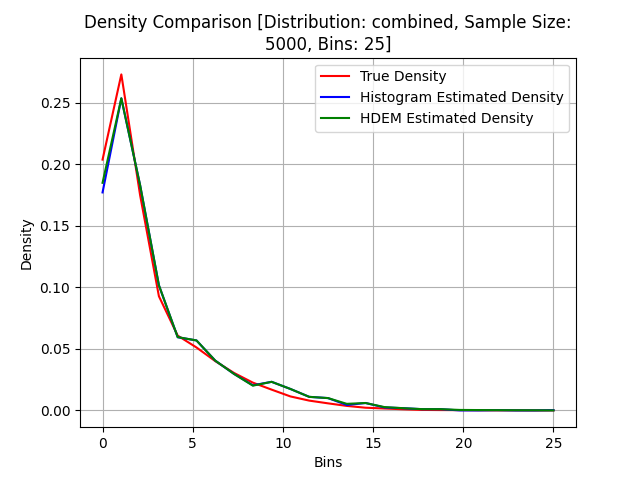 Density Comparison [Distribution: combined, Sample Size:
5000, Bins: 25]
True Density
Histogram Estimated Density
HDEM Estimated Density
Density
0.25
0.20
0.15
0.10
0.05
0.00
0 5 10 15 20 25
Bins